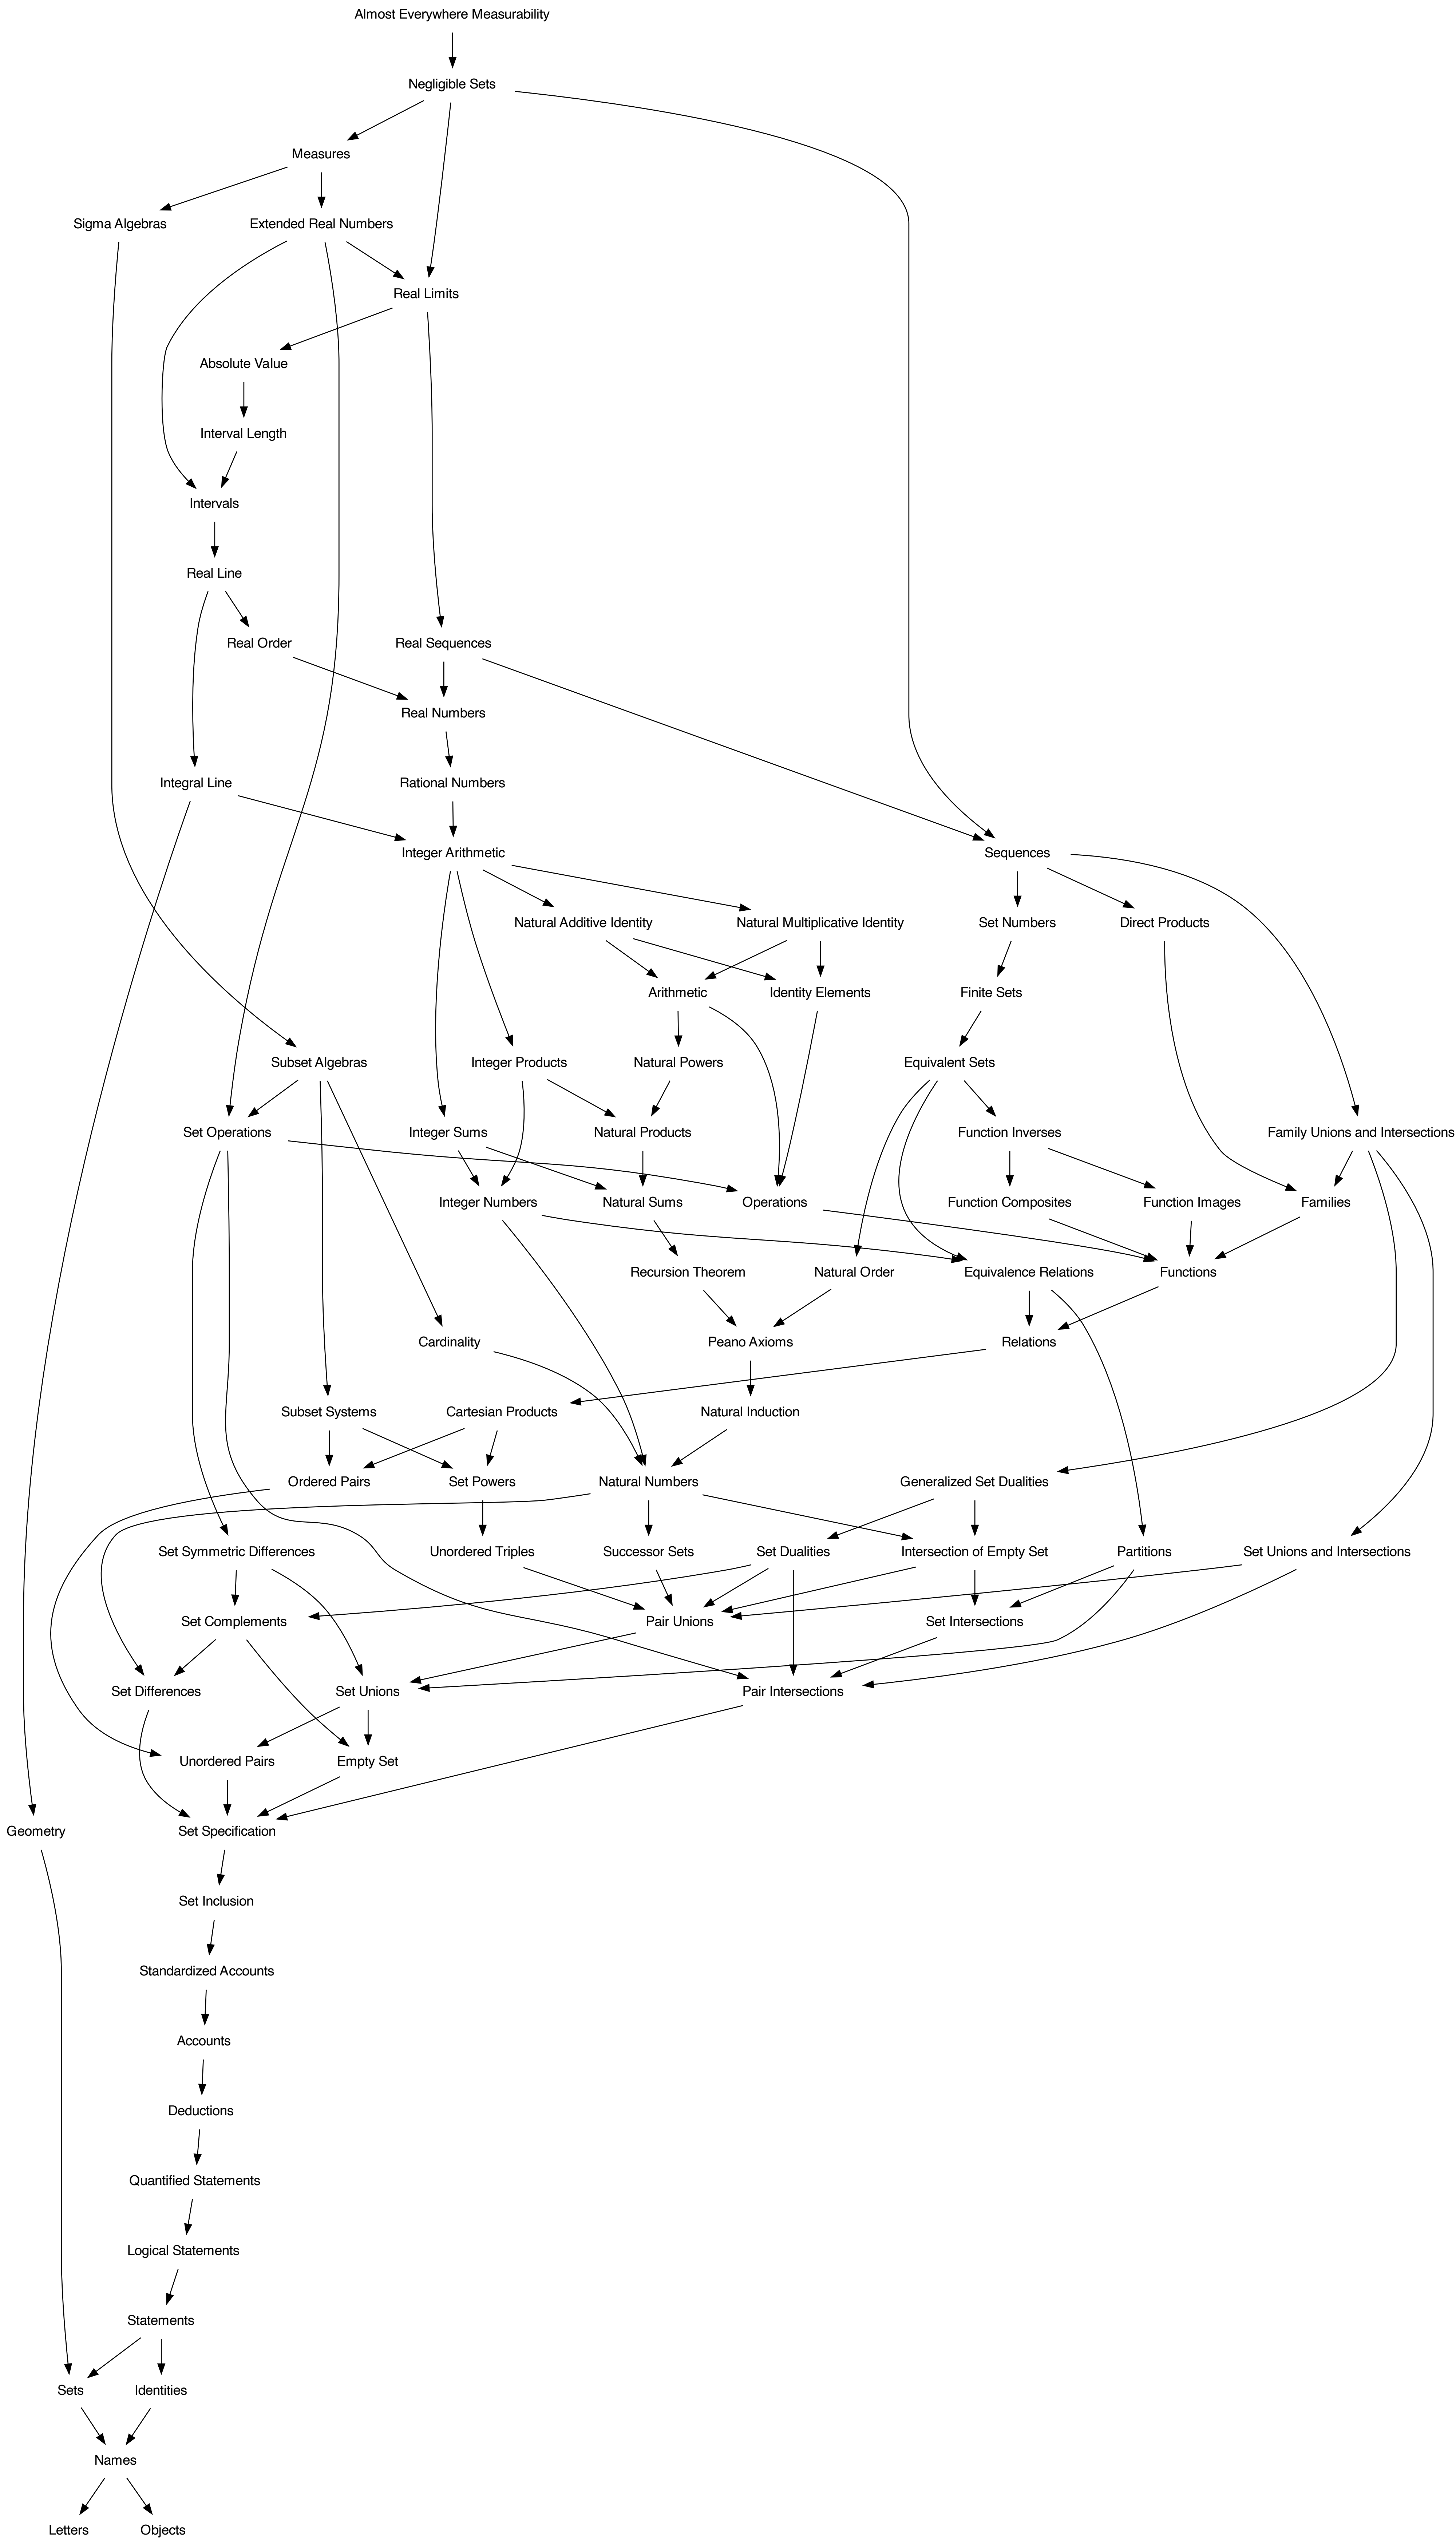 Almost Everywhere Measurability
Negligible Sets
Measures
Sigma Algebras
Extended Real Numbers
Real Limits
Absolute Value
Interval Length
Intervals
Real Line
Real Order
Real Sequences
Real Numbers
Integral Line
Rational Numbers
Integer Arithmetic
Sequences
Natural Additive Identity
Natural Multiplicative Identity
Set Numbers
Direct Products
Arithmetic
Identity Elements
Finite Sets
Subset Algebras
Integer Products
Natural Powers
Equivalent Sets
Set Operations
Integer Sums
Natural Products
Function Inverses
Family Unions and Intersections
Integer Numbers
Natural Sums
Operations
Function Composites
Function Images
Families
Recursion Theorem
Natural Order
Equivalence Relations
Functions
Cardinality
Peano Axioms
Relations
Subset Systems
Cartesian Products
Natural Induction
Ordered Pairs
Set Powers
Natural Numbers
Generalized Set Dualities
Set Symmetric Differences
Unordered Triples
Successor Sets
Set Dualities
Intersection of Empty Set
Partitions
Set Unions and Intersections
Set Complements
Pair Unions
Set Intersections
Set Differences
Set Unions
Pair Intersections
Unordered Pairs
Empty Set
Geometry
Set Specification
Set Inclusion
Standardized Accounts
Accounts
Deductions
Quantified Statements
Logical Statements
Statements
Sets
Identities
Names
Letters
Objects